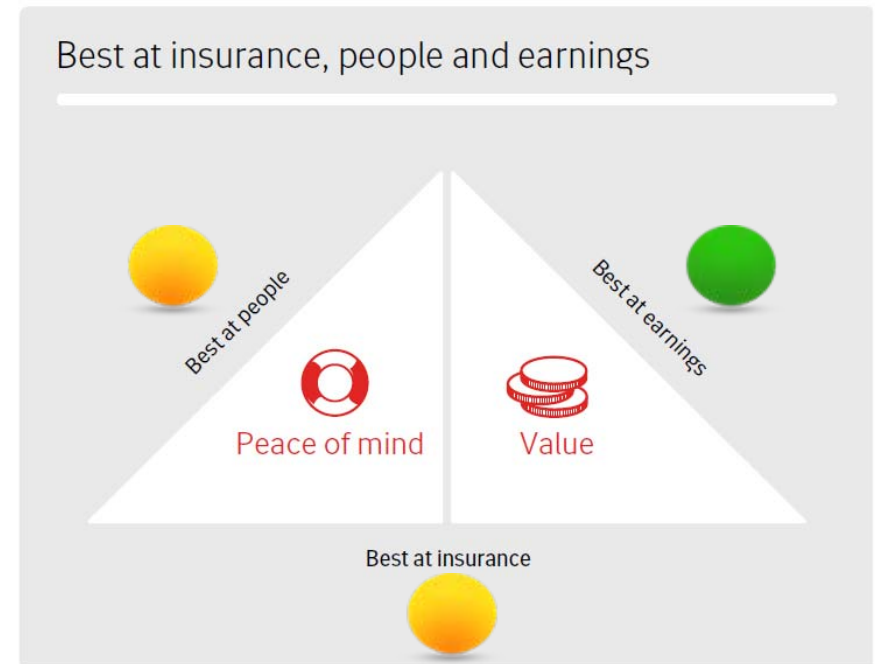 Best at insurance, people and earnings
Best at people
Best at earnings
Peace of mind
Value
Best at insurance